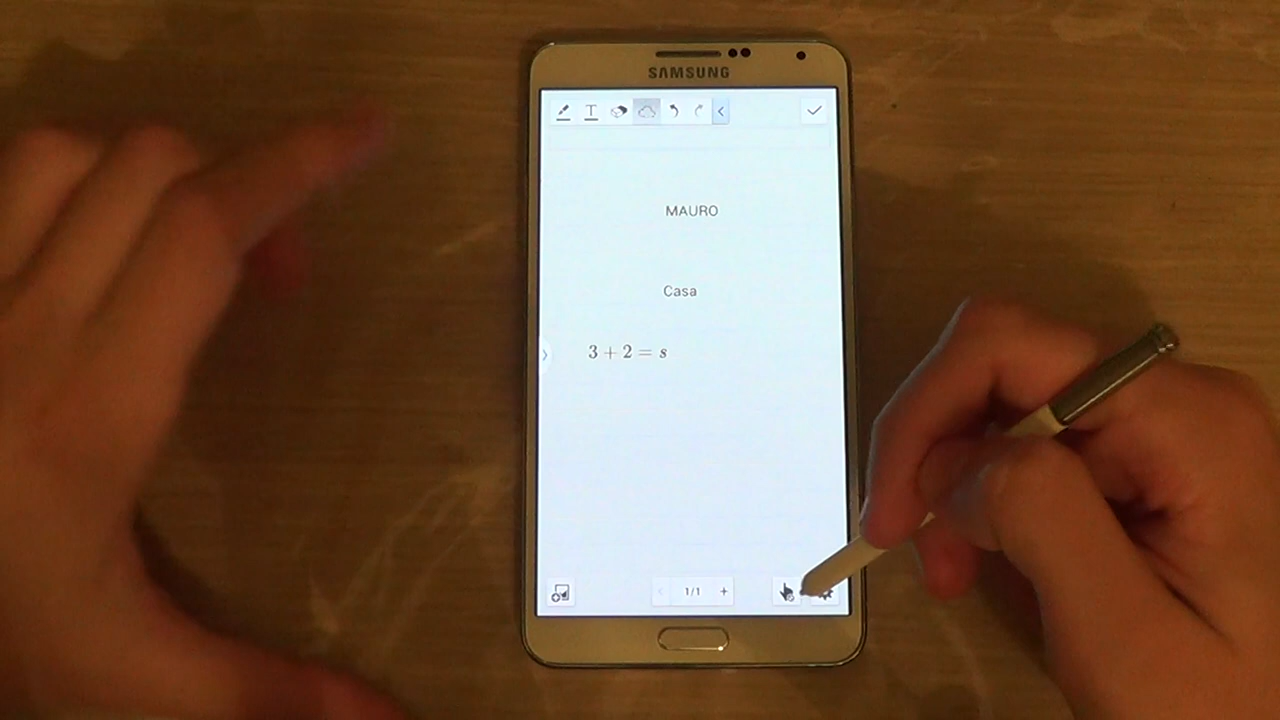 SAMSUNG
T
MAURO
Casa
3 + 2 = s
1/1 +